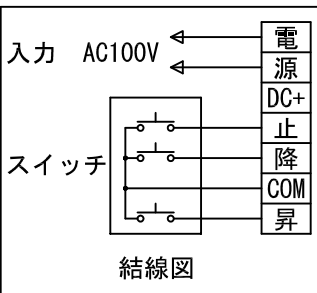 電
入力 AC100V
源
DC+
止
降
スイッチ
COM
昇
結線図